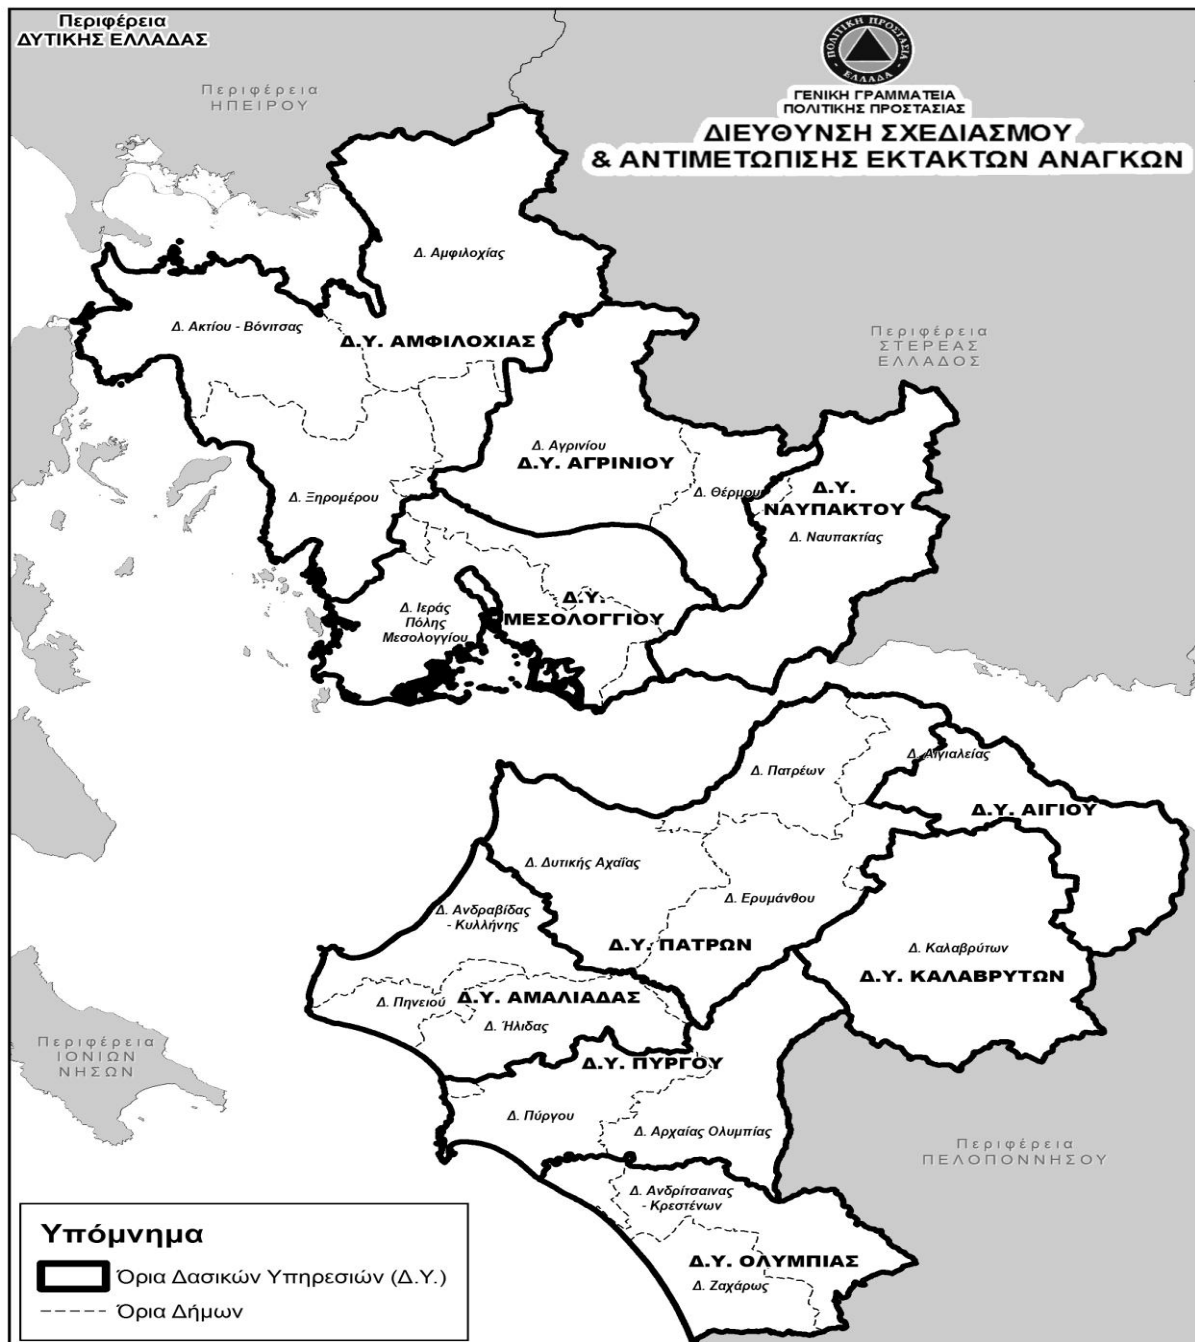 Περιφέρεια
ΔΥΤΙΚΗΣ ΕΛΛΑΔΑΣ
ΠΟΛΙΤΙΚΗ ΠΡΟΣΤΑΣΙΑ
ΕΛΛΑΔΑ
ΓΕΝΙΚΗ ΓΡΑΜΜΑΤΕΙΑ
ΠΟΛΙΤΙΚΗΣ ΠΡΟΣΤΑΣΙΑΣ
ΔΙΕΥΘΥΝΣΗ ΣΧΕΔΙΑΣΜΟΥ
& ΑΝΤΙΜΕΤΩΠΙΣΗΣ ΕΚΤΑΚΤΩΝ ΑΝΑΓΚΩΝ
Περιφέρεια
ΗΠΕΙΡΟΥ
Δ. Αμφιλοχίας
Δ. Ακτίου - Βόνιτσας
Δ.Υ. ΑΜΦΙΛΟΧΙΑΣ
Περιφέρεια
ΣΤΕΡΕΑΣ
ΕΛΛΑΔΟΣ
Δ. Αγρινίου
Δ.Υ. ΑΓΡΙΝΙΟΥ
Δ. Ξηρομέρου
Δ. Θέρμου
Δ.Υ.
ΝΑΥΠΑΚΤΟΥ
Δ. Ναυπακτίας
Δ. Ιεράς
Πόλης
Μεσολογγίου
Δ.Υ.
ΜΕΣΟΛΟΓΓΙΟΥ
Δ. Πατρέων
Δ. Αιγιαλείας
Δ.Υ. ΑΙΓΙΟΥ
Δ. Δυτικής Αχαΐας
Δ. Ερυμάνθου
Δ. Ανδραβίδας
- Κυλλήνης
Δ.Υ. ΠΑΤΡΩΝ
Δ. Καλαβρύτων
Δ.Υ. ΚΑΛΑΒΡΥΤΩΝ
Δ. Πηνειού
Δ.Υ. ΑΜΑΛΙΑΔΑΣ
Δ. Ήλιδας
Περιφέρεια
ΙΟΝΙΩΝ
ΝΗΣΩΝ
Δ.Υ. ΠΥΡΓΟΥ
Δ. Πύργου
Δ. Αρχαίας Ολυμπίας
Περιφέρεια
ΠΕΛΟΠΟΝΝΗΣΟΥ
Δ. Ανδρίτσαινας
- Κρεστένων
Δ.Υ. ΟΛΥΜΠΙΑΣ
Δ. Ζαχάρως
Υπόμνημα
Όρια Δασικών Υπηρεσιών (Δ.Υ.)
Όρια Δήμων